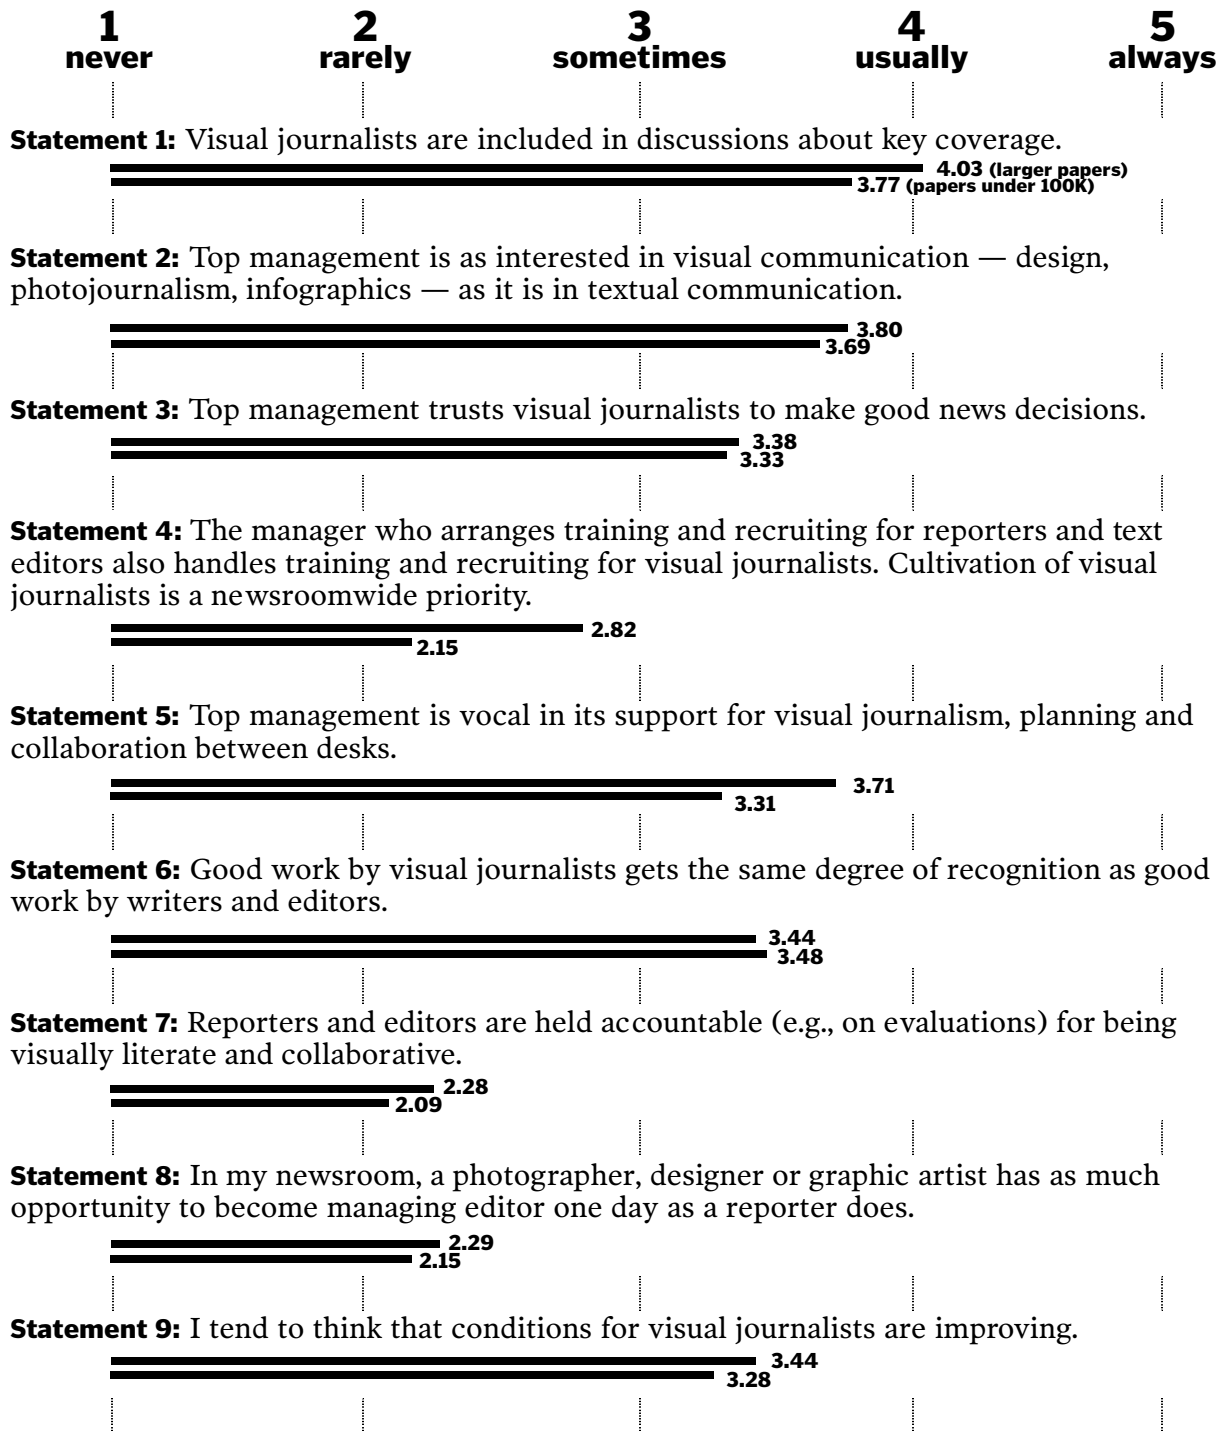 1 2 3 4 5
never rarely sometimes usually always
Statement 1: Visual journalists are included in discussions about key coverage.
4.03 (larger papers)
3.77 (papers under 100K)
Statement 2: Top management is as interested in visual communication — design,
photojournalism, infographics — as it is in textual communication.
3.80
3.69
Statement 3: Top management trusts visual journalists to make good news decisions.
3.38
3.33
Statement 4: The manager who arranges training and recruiting for reporters and text
editors also handles training and recruiting for visual journalists. Cultivation of visual
journalists is a newsroomwide priority.
2.82
2.15
Statement 5: Top management is vocal in its support for visual journalism, planning and
collaboration between desks.
3.71
3.31
Statement 6: Good work by visual journalists gets the same degree of recognition as good
work by writers and editors.
3.44
3.48
Statement 7: Reporters and editors are held accountable (e.g., on evaluations) for being
visually literate and collaborative.
2.28
2.09
Statement 8: In my newsroom, a photographer, designer or graphic artist has as much
opportunity to become managing editor one day as a reporter does.
2.29
2.15
Statement 9: I tend to think that conditions for visual journalists are improving.
3.44
3.28